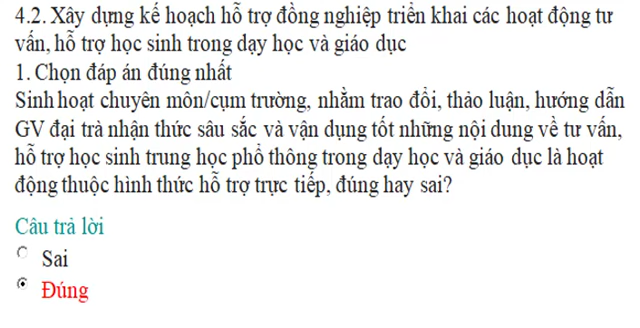 4.2. Xây dựng kế hoạch hỗ trợ đồng nghiệp triển khai các hoạt động tư
vấn, hỗ trợ học sinh trong dạy học và giáo dục
1. Chọn đáp án đúng nhất
Sinh hoạt chuyên môn/cụm trường, nhằm trao đổi, thảo luận, hướng dẫn
GV đại trà nhận thức sâu sắc và vận dụng tốt những nội dung về tư vấn,
hỗ trợ học sinh trung học phổ thông trong dạy học và giáo dục là hoạt
động thuộc hình thức hỗ trợ trực tiếp, đúng hay sai?
Câu trả lời
Sai
Đúng